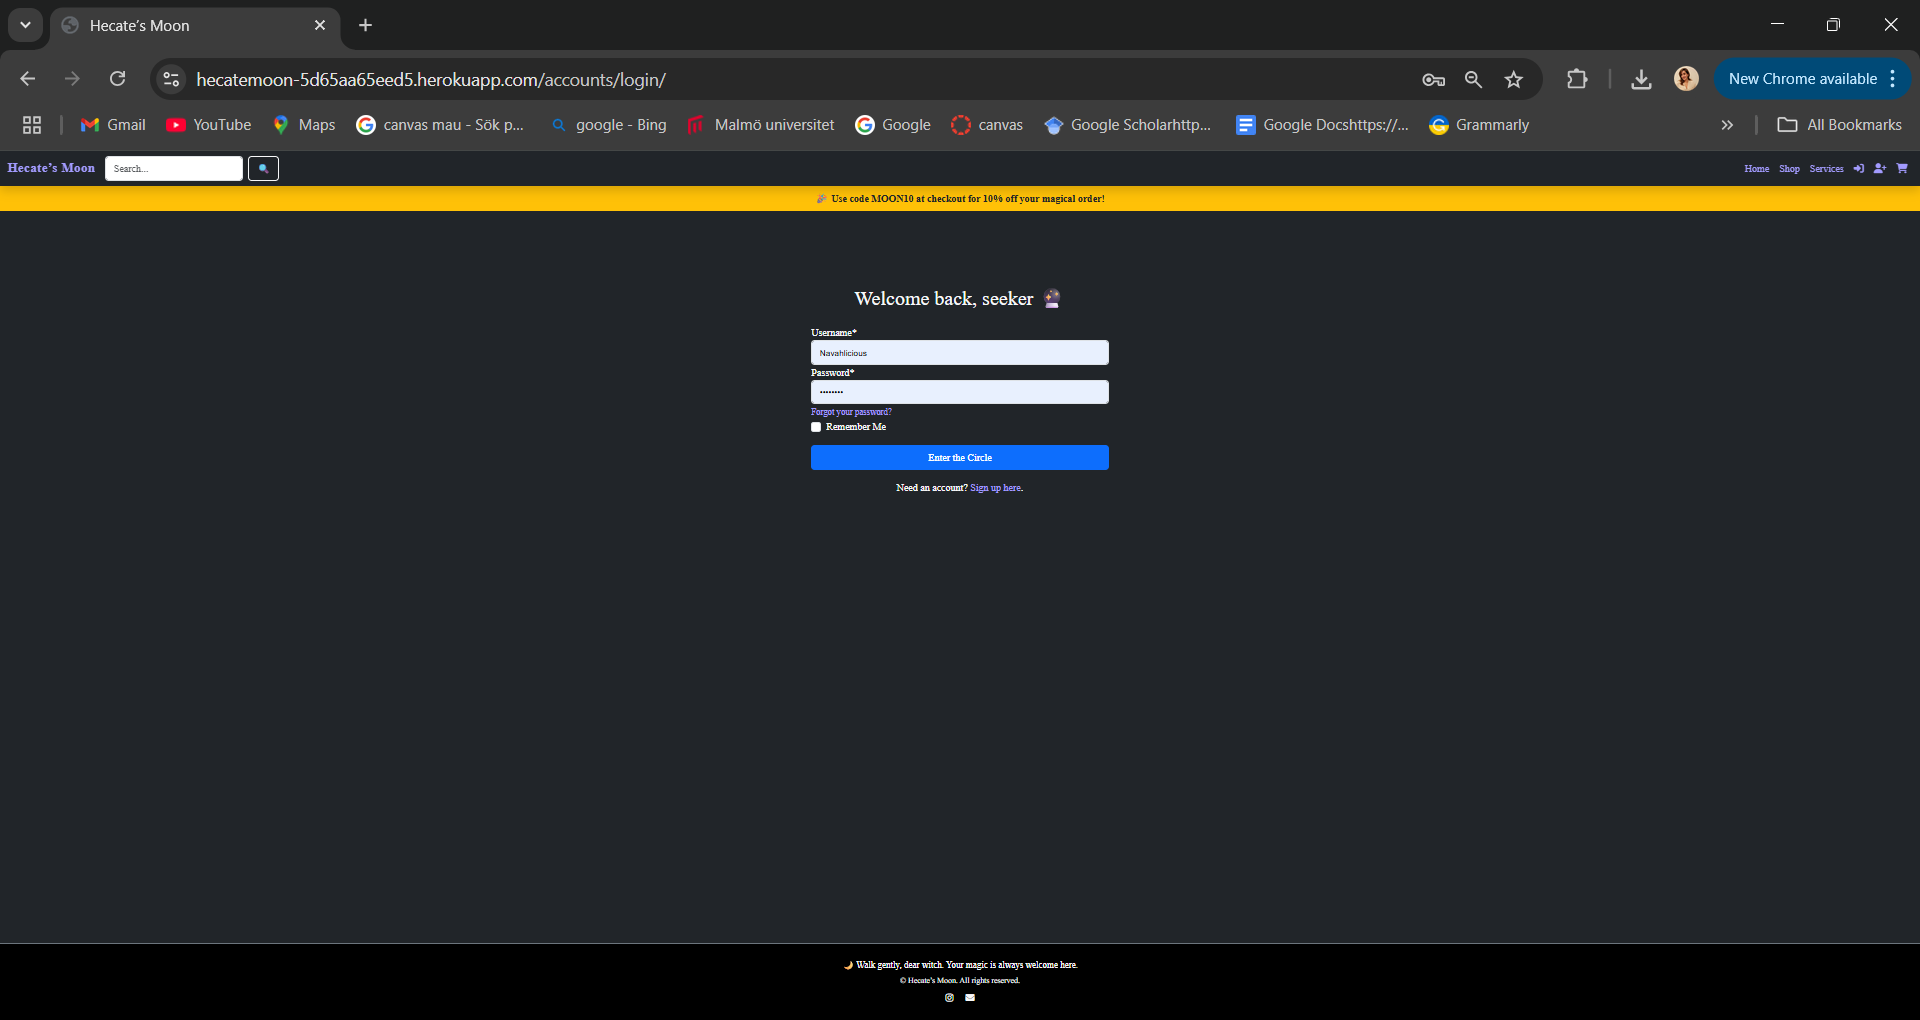 Hecate's Moon
hecatemoon-5d65aa65eed5.herokuapp.com/accounts/login/
New Chrome available
Gmail
YouTube
Maps
canvas mau - Sök p...
google - Bing
Malmö universitet
Google
canvas
Google Scholarhttp...
Google Docshttps://...
Grammarly
All Bookmarks
Hecate's Moon
Search...
Home
Shop
Services
🎉 Use code MOON10 at checkout for 10% off your magical order!
Welcome back, seeker 🔮
Username*
Navahlicious
Password*
••••••••
Forgot your password?
Remember Me
Enter the Circle
Need an account? Sign up here.
🌙 Walk gently, dear witch. Your magic is always welcome here.
© Hecate's Moon. All rights reserved.